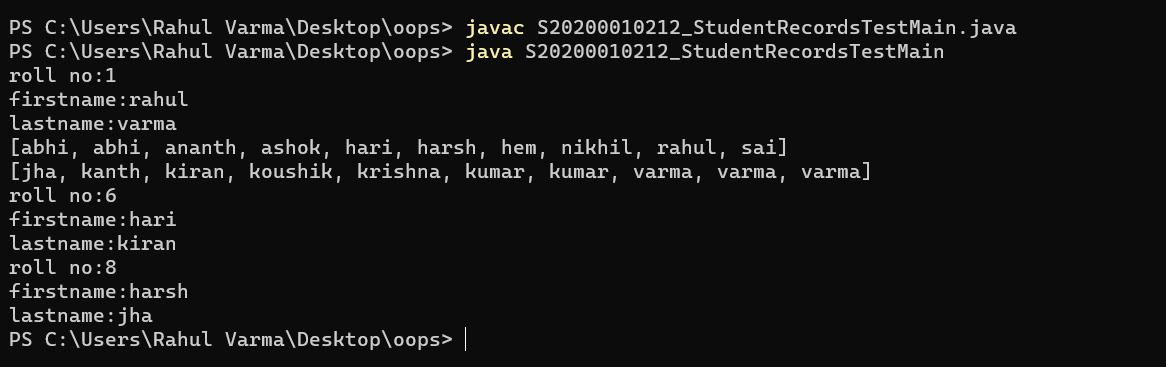 PS C:\Users\Rahul Varma\Desktop\oops> javac S20200010212_StudentRecordsTestMain.java
PS C:\Users\Rahul Varma\Desktop\oops> java S20200010212_StudentRecordsTestMain
roll no:1
firstname:rahul
lastname:varma
[abhi, abhi, ananth, ashok, hari, harsh, hem, nikhil, rahul, sai]
[jha, kanth, kiran, koushik, krishna, kumar, kumar, varma, varma, varma]
roll no:6
firstname:hari
lastname:kiran
roll no:8
firstname:harsh
lastname:jha
PS C:\Users\Rahul Varma\Desktop\oops>